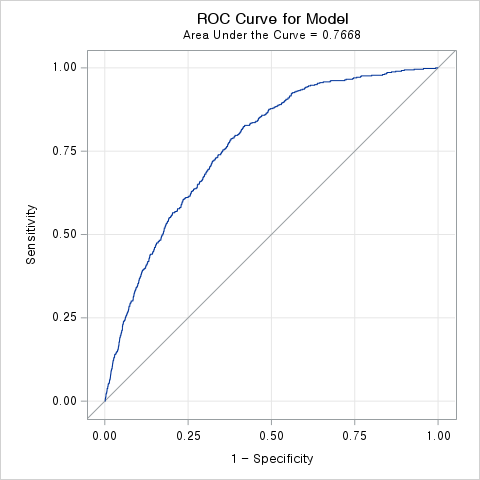 ROC Curve for Model
Area Under the Curve = 0.7668
1.00
0.75
0.50
0.25
0.00
Sensitivity
0.00 0.25 0.50 0.75 1.00
1 − Specificity